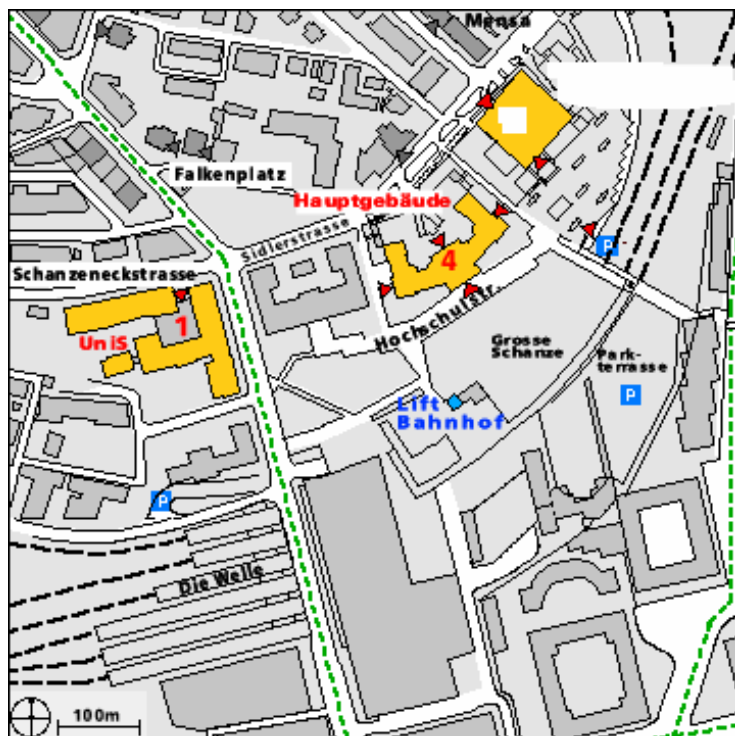 Mensa
Falkenplatz
Hauptgebäude
Sidlerstrasse
Schanzeneckstrasse
P
4
1
UniS
Hochschulstr.
Grosse
Schanze
Park-
terrasse
P
Lift
Bahnhof
P
Die Welle
100m